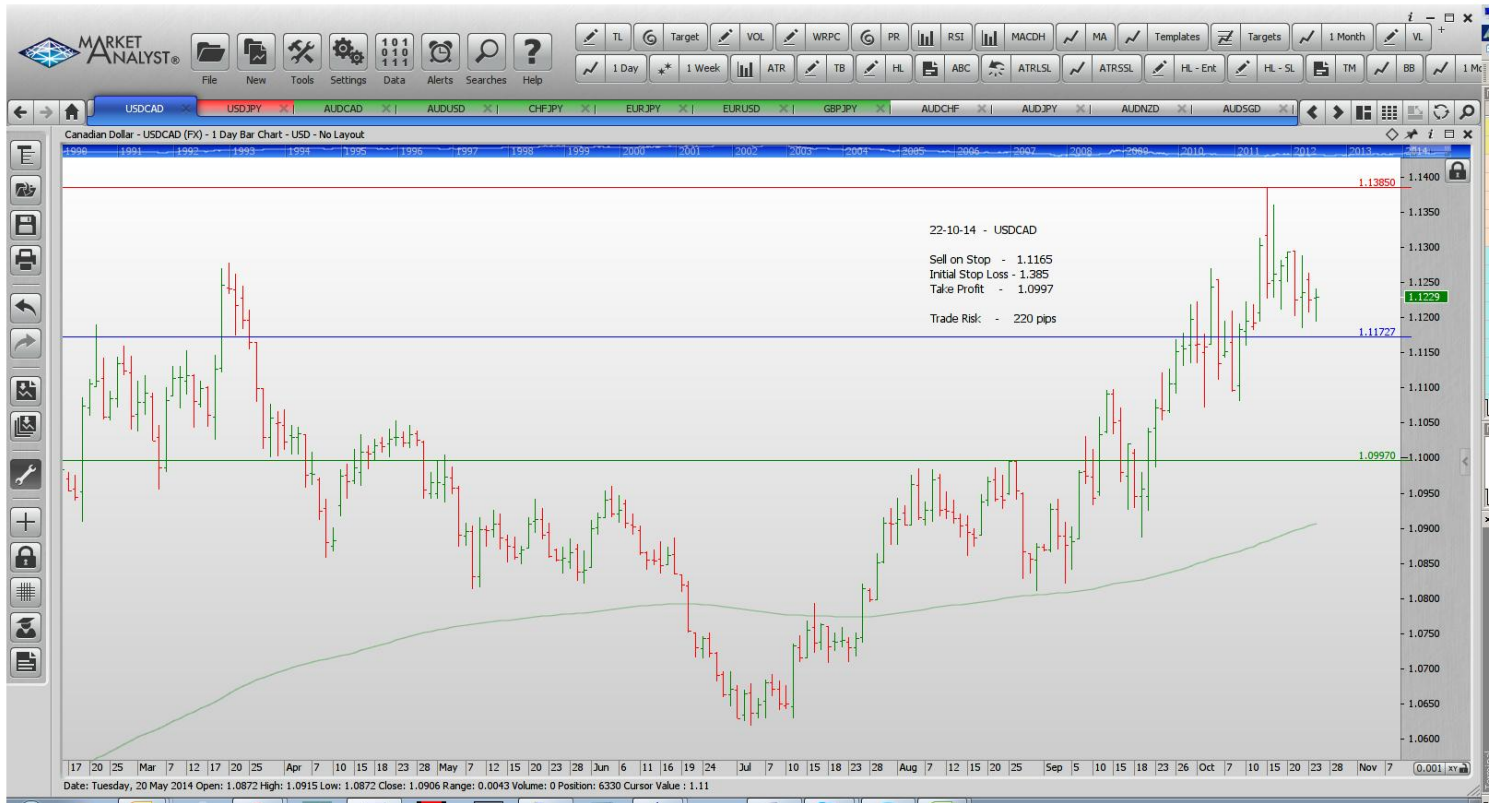 MARKET
ANALYST®
File New Tools Settings Data Alerts Searches Help
101
010
111
TL Target VOL WRPC PR RSI MACDH MA Templates Targets 1 Month VL
1 Day 1 Week ATR TB HL ABC ATRLSL ATRSSL HL - Ent HL - SL TM BB
USDCAD USDJPY AUDCAD AUDUSD CHFJPY EURJPY EURUSD GBPJPY AUDCHF AUDJPY AUDNZD AUDSGD
Canadian Dollar - USDCAD (FX) - 1 Day Bar Chart - USD - No Layout
1990 1991 1992 1993 1994 1995 1996 1997 1998 1999 2000 2001 2002 2003 2004 2005 2006 2007 2008 2009 2010 2011 2012 2013 2014
1.1400
1.13850
1.1350
22-10-14 - USDCAD
1.1300
Sell on Stop - 1.1165
Initial Stop Loss - 1.385
Take Profit - 1.0997
1.1250
1.1229
Trade Risk - 220 pips
1.1200
1.11727
1.1150
1.1100
1.1050
1.09970
1.1000
1.0950
1.0900
1.0850
1.0800
1.0750
1.0700
1.0650
1.0600
17 20 25 Mar 7 12 17 20 25 Apr 7 10 15 18 23 28 May 7 12 15 20 23 28 Jun 6 11 16 19 24 Jul 7 10 15 18 23 28 Aug 7 12 15 20 25 Sep 5 10 15 18 23 26 Oct 7 10 15 20 23 28 Nov 7 0.001 XY
Date: Tuesday, 20 May 2014 Open: 1.0872 High: 1.0915 Low: 1.0872 Close: 1.0906 Range: 0.0043 Volume: 0 Position: 6330 Cursor Value : 1.11